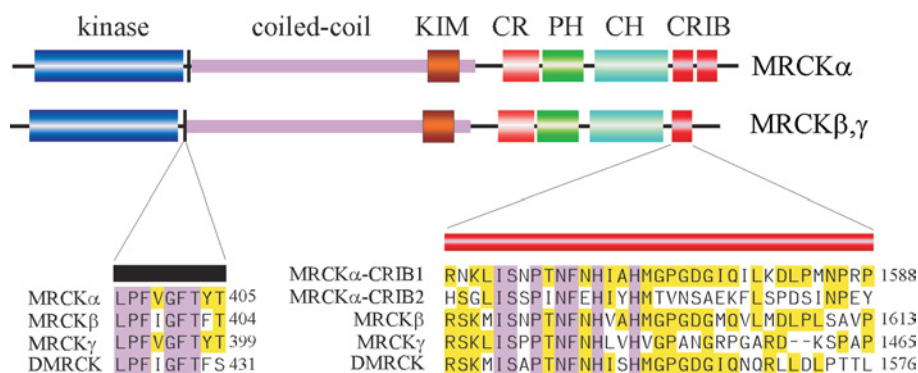 kinase coiled-coil KIM CR PH CH CRIB
MRCKα
MRCKβ,γ
MRCKα LPFVGFTYT 405
MRCKβ LPFIGFTFT 404
MRCKγ LPFVGFTYT 399
DMRCK LPFIGFTFS 431
MRCKα-CRIB1 RNKLISNPTNFNHIAHMGPGDGIQILKDLPMNPRP 1588
MRCKα-CRIB2 HSGLISSPINFEHIYHMTVNSAEKFLSPDSINPEY
MRCKβ RSKMISNPTNFNHVAHMGPGDGMQVLMDLPLSAVP 1613
MRCKγ RSKMISNPTNFNHLVHVGPANGRPGARD--KSPAP 1465
DMRCK RSKMISAPTNFNHISHMGPGDGIQNQRLLDLPTTL 1576